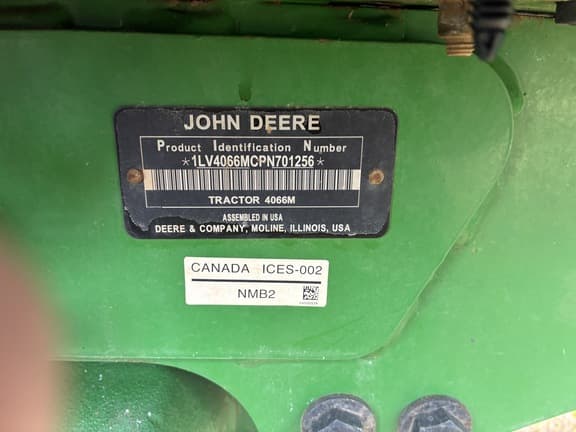 JOHN DEERE
Product Identification Number
*1LV4066MCPN701256*
TRACTOR 4066M
ASSEMBLED IN USA
DEERE & COMPANY, MOLINE, ILLINOIS, USA
CANADA ICES-002
NMB2